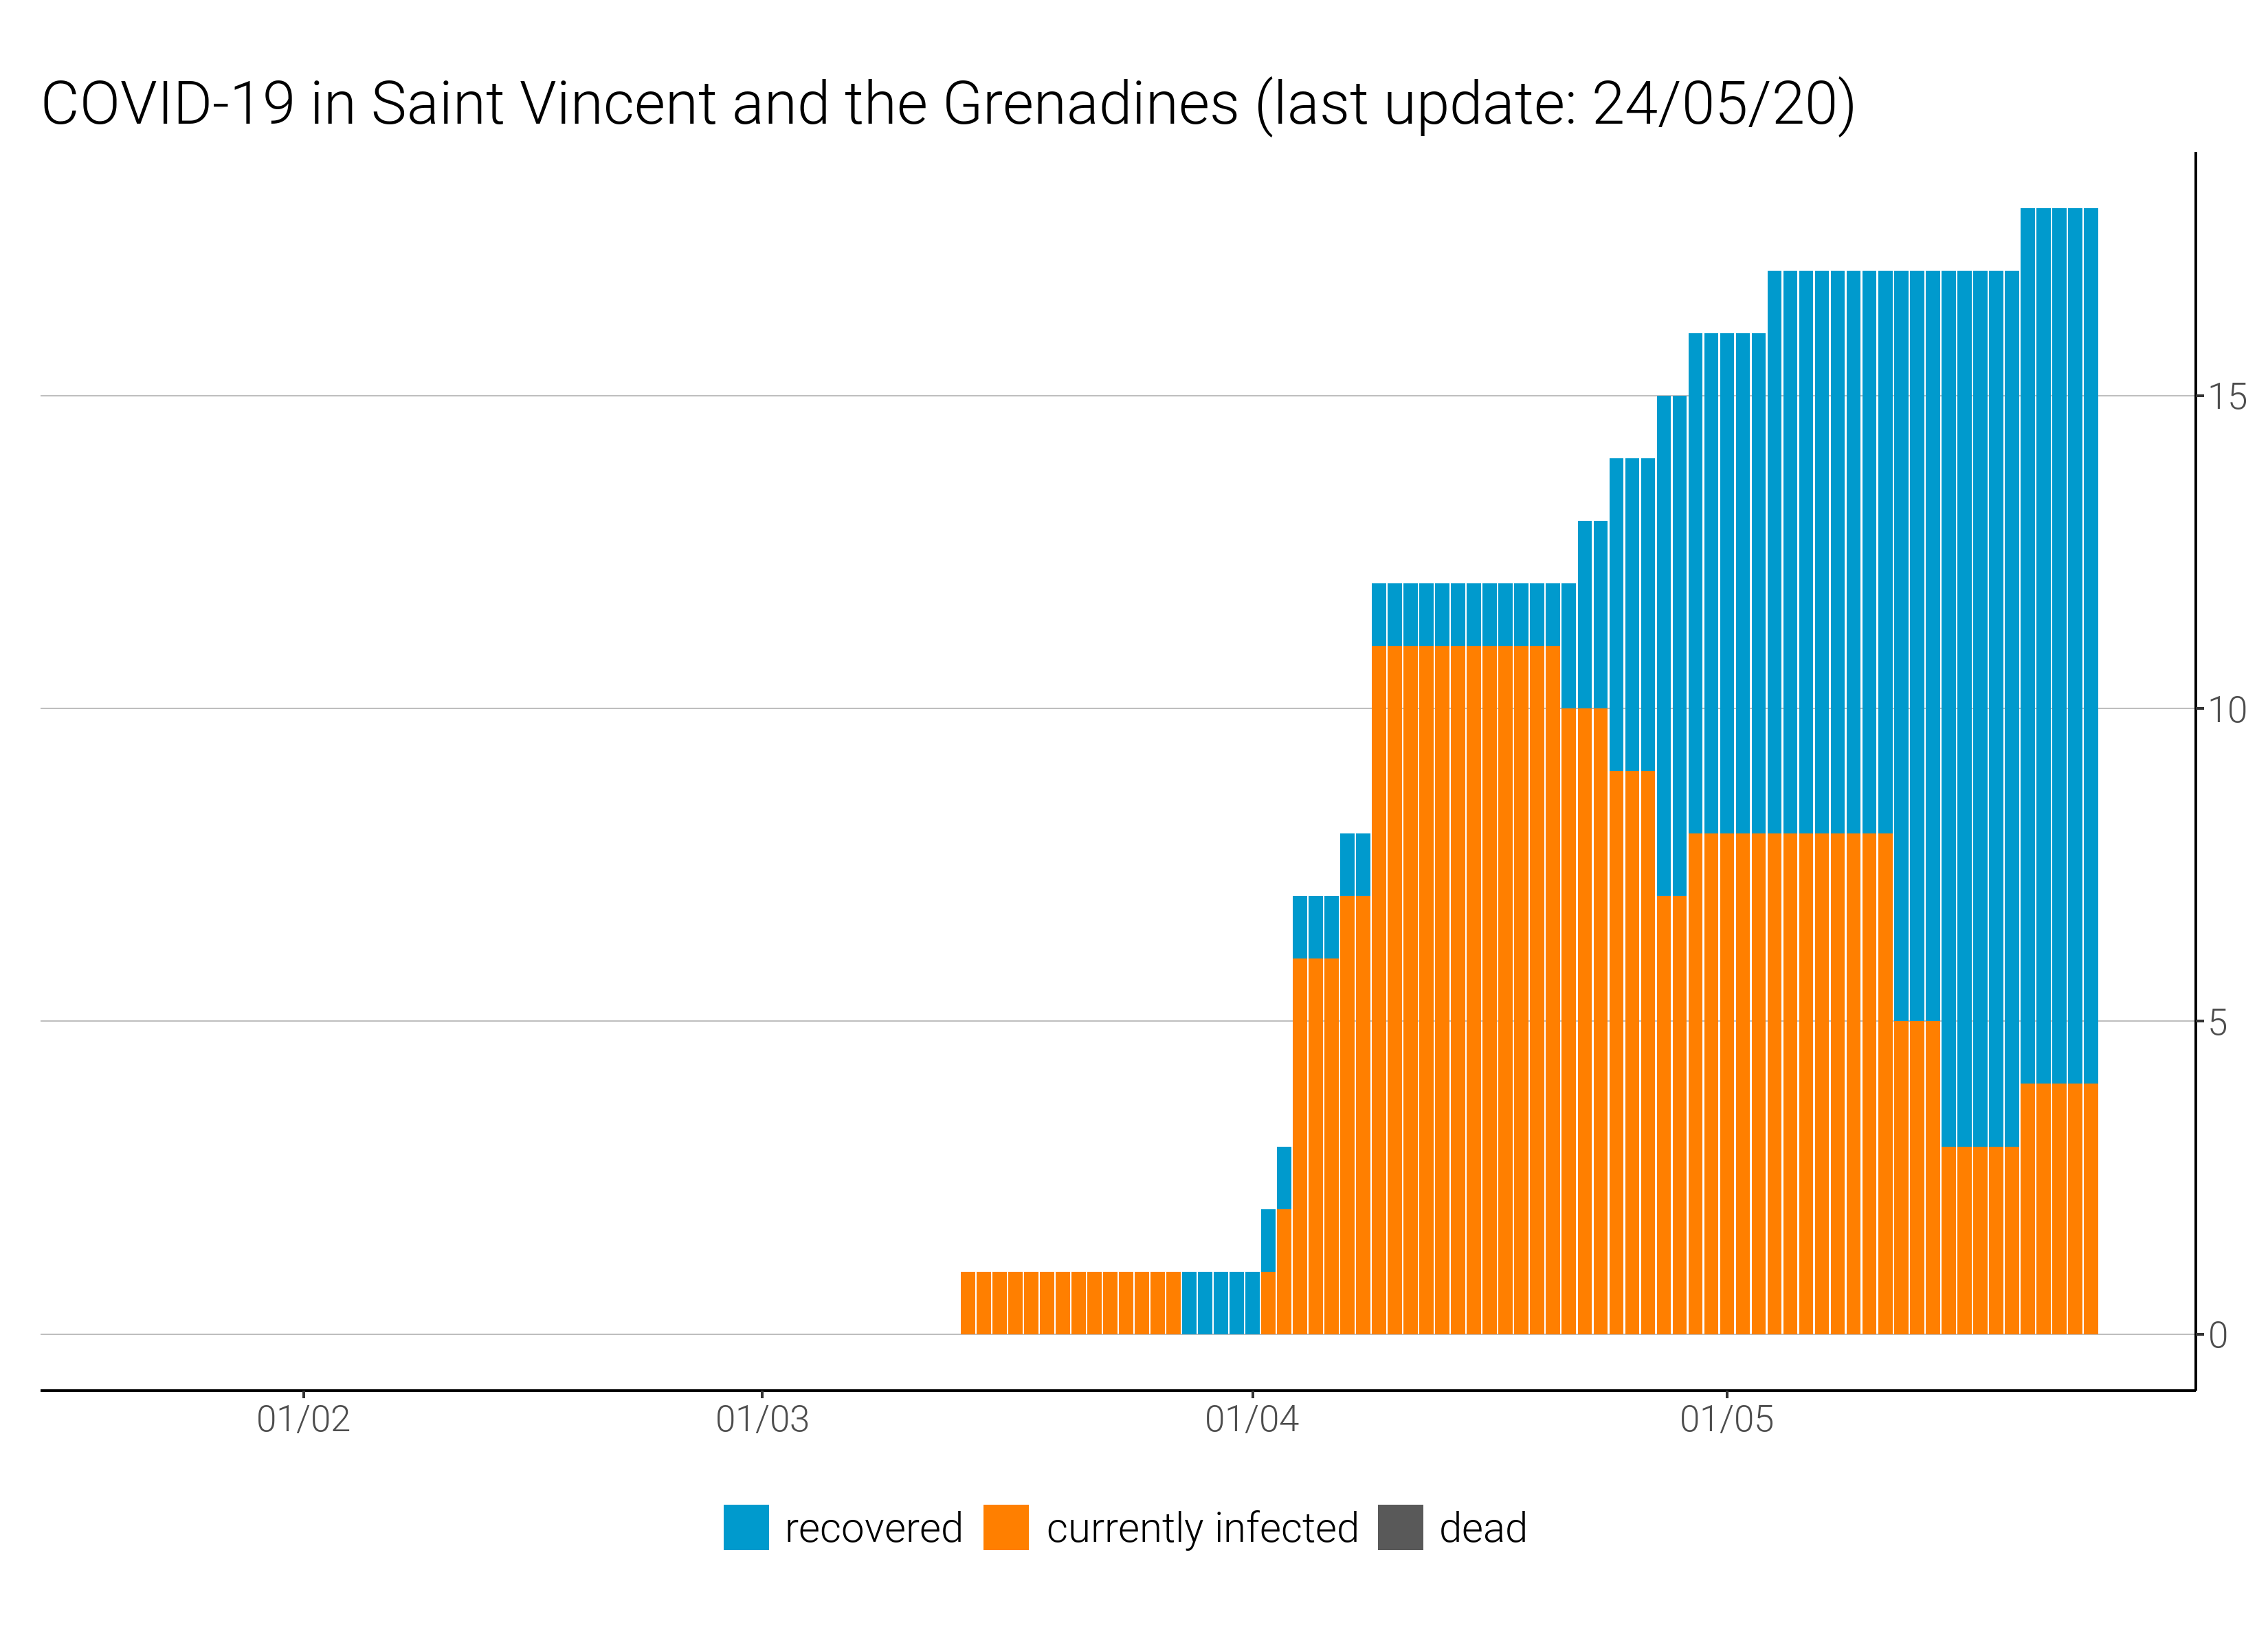 COVID-19 in Saint Vincent and the Grenadines (last update: 24/05/20)
15
10
5
0
01/02 01/03 01/04 01/05
recovered currently infected dead